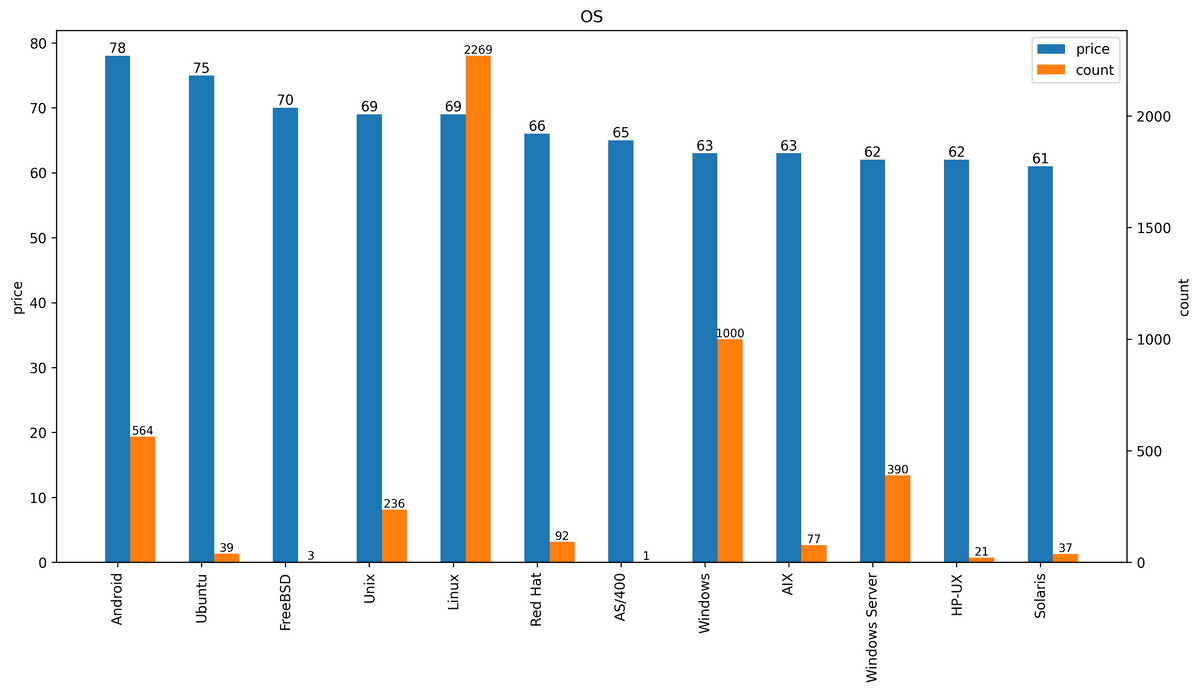 OS
price
count
80
70
60
50
40
30
20
10
0
price
2000
1500
1000
500
0
count
78
75
70
69
69
66
65
63
63
62
62
61
564
39
3
236
2269
92
1
1000
77
390
21
37
Android
Ubuntu
FreeBSD
Unix
Linux
Red Hat
AS/400
Windows
AIX
Windows Server
HP-UX
Solaris